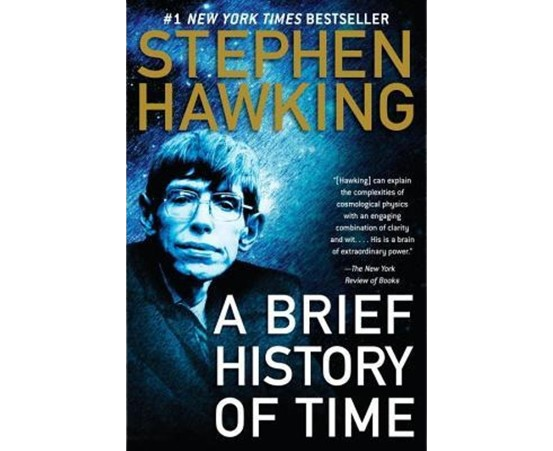 #1 NEW YORK TIMES BESTSELLER
STEPHEN
HAWKING
"[Hawking] can explain
the complexities of
cosmological physics
with an engaging
combination of clarity
and wit. . . . His is a brain
of extraordinary power."
—The New York
Review of Books
A BRIEF
HISTORY
OF TIME